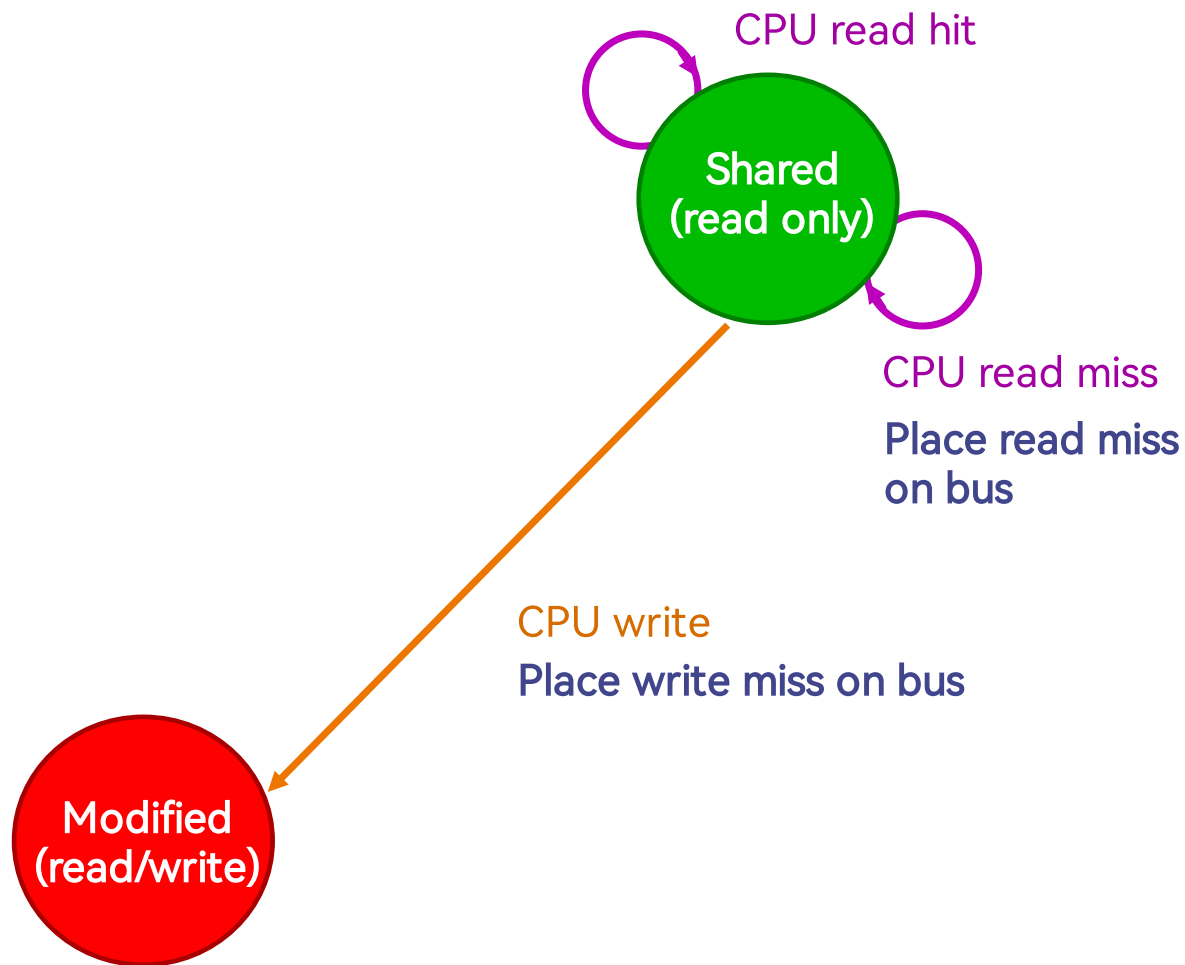 CPU read hit
Shared
(read only)
CPU read miss
Place read miss
on bus
CPU write
Place write miss on bus
Modified
(read/write)